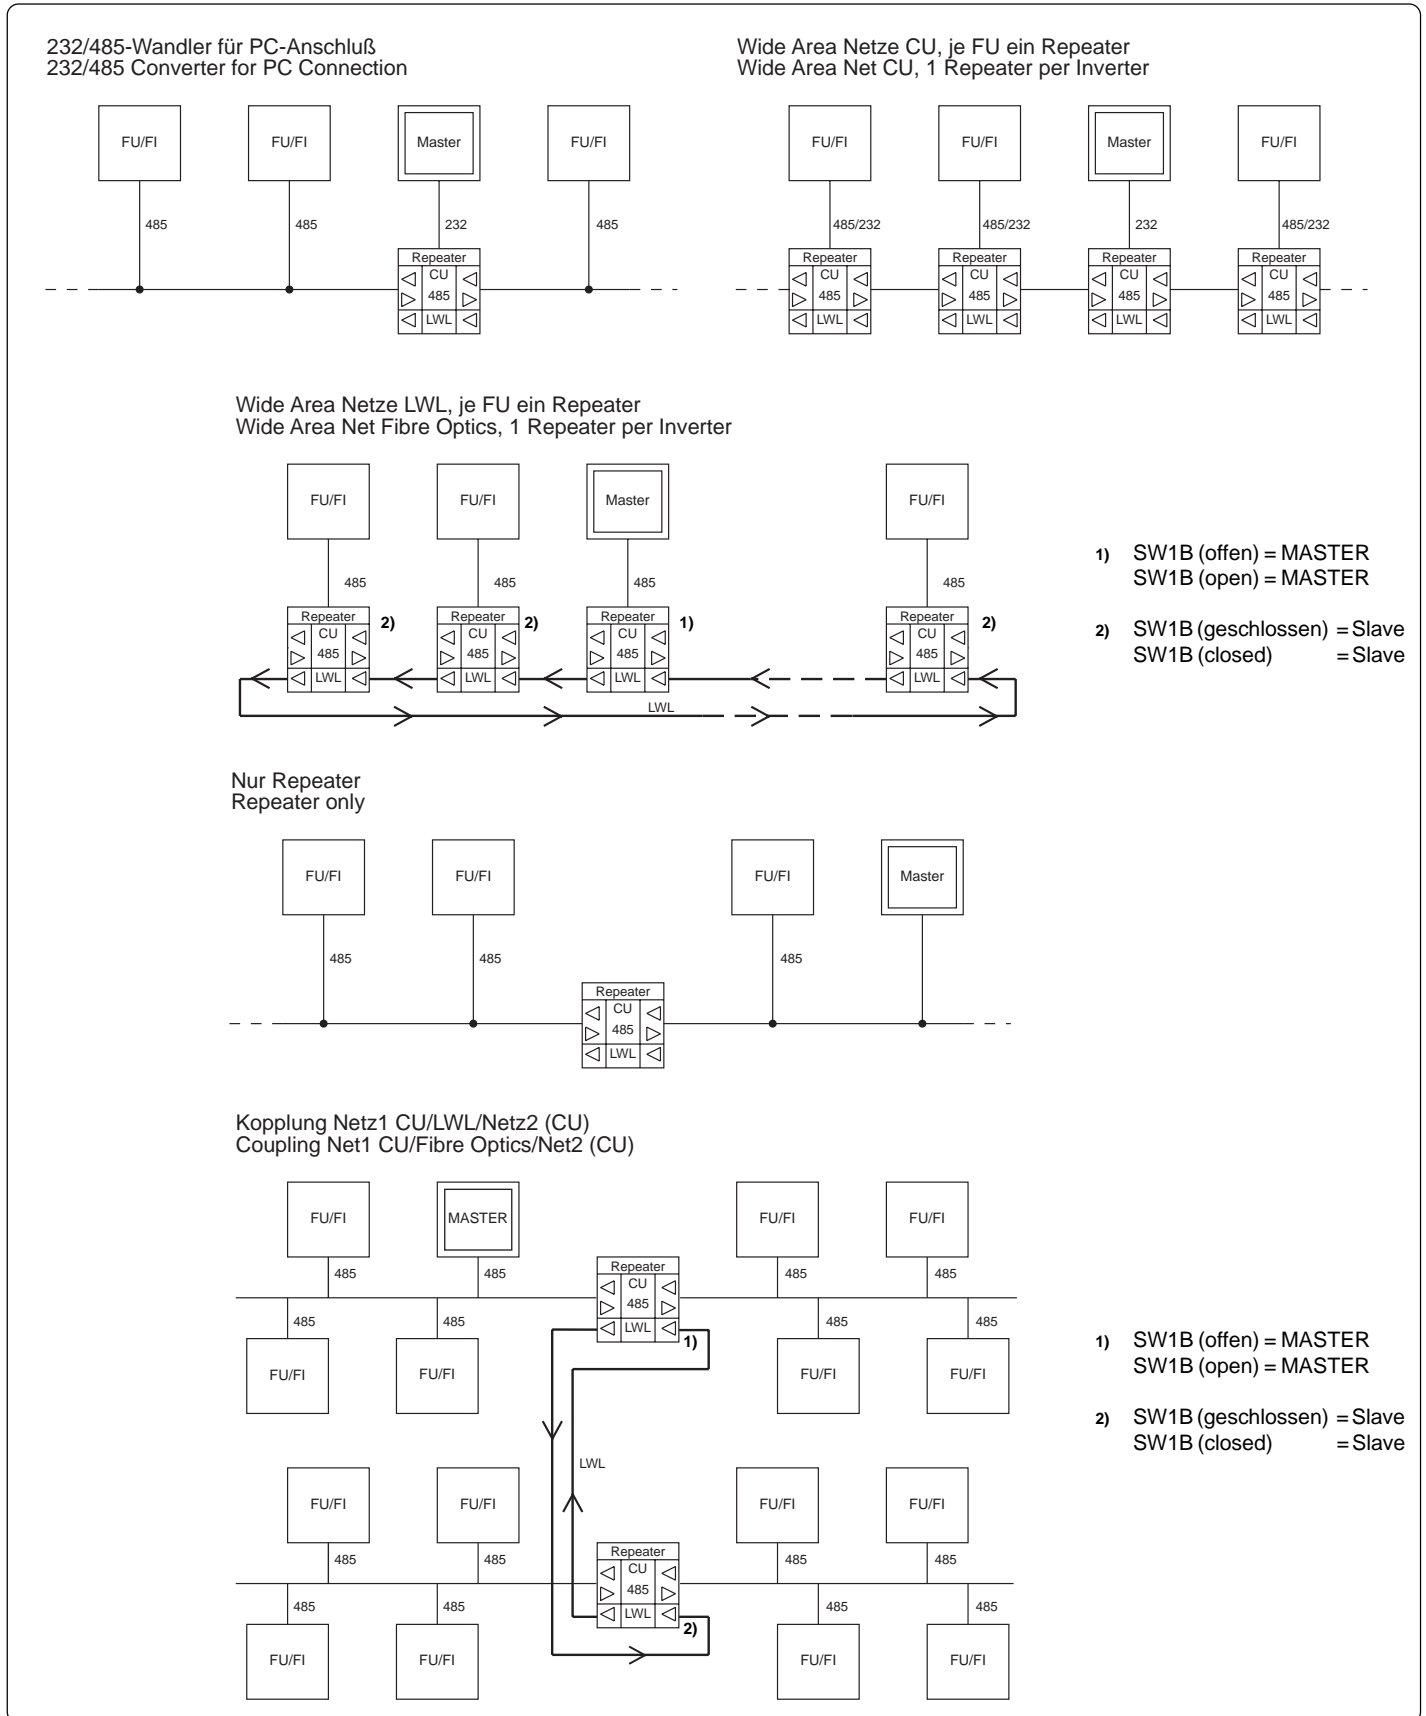 232/485-Wandler für PC-Anschluß
232/485 Converter for PC Connection
FU/FI
FU/FI
Master
FU/FI
485
485
232
485
Repeater
CU
485
LWL
Wide Area Netze CU, je FU ein Repeater
Wide Area Net CU, 1 Repeater per Inverter
FU/FI
FU/FI
Master
FU/FI
485/232
485/232
232
485/232
Repeater
Repeater
Repeater
Repeater
CU
CU
CU
CU
485
485
485
485
LWL
LWL
LWL
LWL
Wide Area Netze LWL, je FU ein Repeater
Wide Area Net Fibre Optics, 1 Repeater per Inverter
FU/FI
FU/FI
Master
FU/FI
485
485
485
485
Repeater 2)
Repeater 2)
Repeater 1)
Repeater 2)
CU
CU
CU
CU
485
485
485
485
LWL
LWL
LWL
LWL
LWL
1) SW1B (offen) = MASTER
SW1B (open) = MASTER
2) SW1B (geschlossen) = Slave
SW1B (closed) = Slave
Nur Repeater
Repeater only
FU/FI
FU/FI
FU/FI
Master
485
485
485
Repeater
CU
485
LWL
Kopplung Netz1 CU/LWL/Netz2 (CU)
Coupling Net1 CU/Fibre Optics/Net2 (CU)
FU/FI
MASTER
FU/FI
FU/FI
485
485
485
485
Repeater
CU
485
LWL
1)
485
485
485
485
FU/FI
FU/FI
FU/FI
FU/FI
LWL
1) SW1B (offen) = MASTER
SW1B (open) = MASTER
2) SW1B (geschlossen) = Slave
SW1B (closed) = Slave
FU/FI
FU/FI
FU/FI
FU/FI
485
485
485
485
Repeater
CU
485
LWL
2)
485
485
485
485
FU/FI
FU/FI
FU/FI
FU/FI